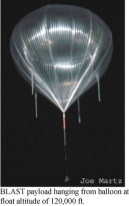 Joe Martz
BLAST payload hanging from balloon at
float altitude of 120,000 ft.